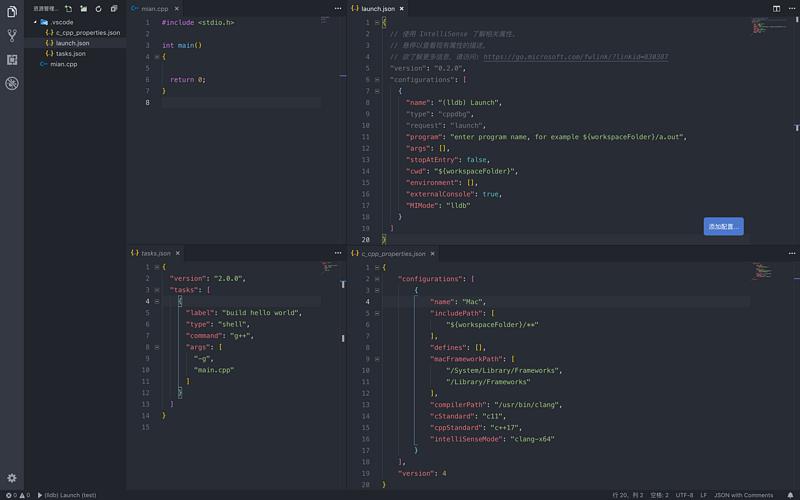 资源管理...
.vscode
c_cpp_properties.json
launch.json
tasks.json
mian.cpp
mian.cpp
1 #include <stdio.h>
2
3 int main()
4 {
5
6 return 0;
7 }
8
launch.json
1 {
2 // 使用 IntelliSense 了解相关属性。
3 // 悬停以查看现有属性的描述。
4 // 欲了解更多信息，请访问: https://go.microsoft.com/fwlink/?linkid=830387
5 "version": "0.2.0",
6 "configurations": [
7 {
8 "name": "(lldb) Launch",
9 "type": "cppdbg",
10 "request": "launch",
11 "program": "enter program name, for example ${workspaceFolder}/a.out",
12 "args": [],
13 "stopAtEntry": false,
14 "cwd": "${workspaceFolder}",
15 "environment": [],
16 "externalConsole": true,
17 "MIMode": "lldb"
18 }
19 ]
20 }
添加配置...
tasks.json
1 {
2 "version": "2.0.0",
3 "tasks": [
4 {
5 "label": "build hello world",
6 "type": "shell",
7 "command": "g++",
8 "args": [
9 "-g",
10 "main.cpp"
11 ]
12 }
13 ]
14 }
15
c_cpp_properties.json
1 {
2 "configurations": [
3 {
4 "name": "Mac",
5 "includePath": [
6 "${workspaceFolder}/**"
7 ],
8 "defines": [],
9 "macFrameworkPath": [
10 "/System/Library/Frameworks",
11 "/Library/Frameworks"
12 ],
13 "compilerPath": "/usr/bin/clang",
14 "cStandard": "c11",
15 "cppStandard": "c++17",
16 "intelliSenseMode": "clang-x64"
17 }
18 ],
19 "version": 4
20 }
0 0 (lldb) Launch (test) 行 20，列 2 空格: 2 UTF-8 LF JSON with Comments